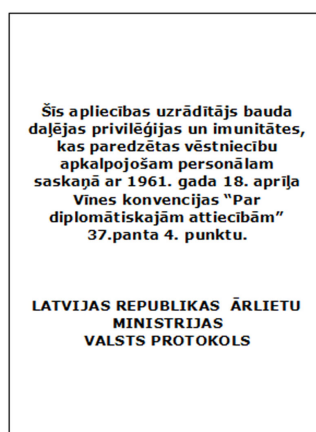 Šīs apliecības uzrādītājs bauda
daļējas privilēģijas un imunitātes,
kas paredzētas vēstniecību
apkalpojošam personālam
saskaņā ar 1961. gada 18. aprīļa
Vīnes konvencijas “Par
diplomātiskajām attiecībām”
37.panta 4. punktu.
LATVIJAS REPUBLIKAS ĀRLIETU
MINISTRIJAS
VALSTS PROTOKOLS